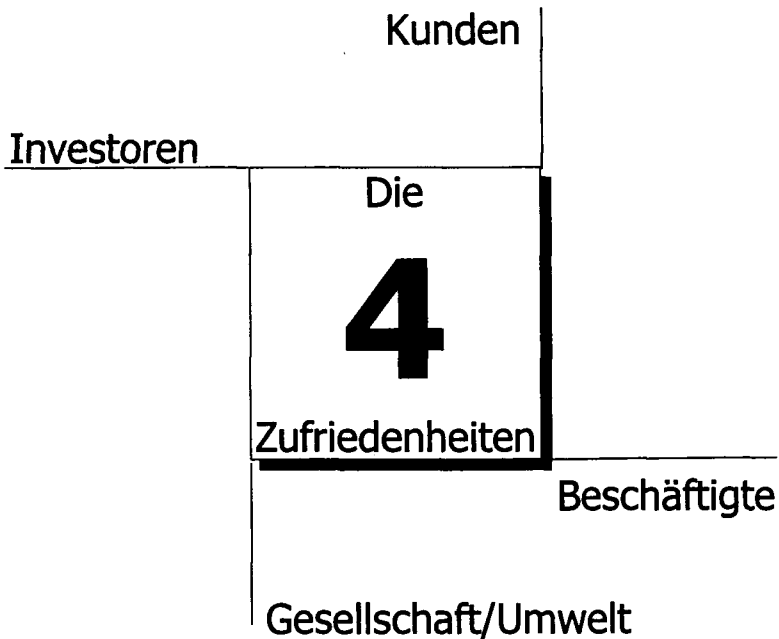 Kunden
Investoren
Die
4
Zufriedenheiten
Beschäftigte
Gesellschaft/Umwelt